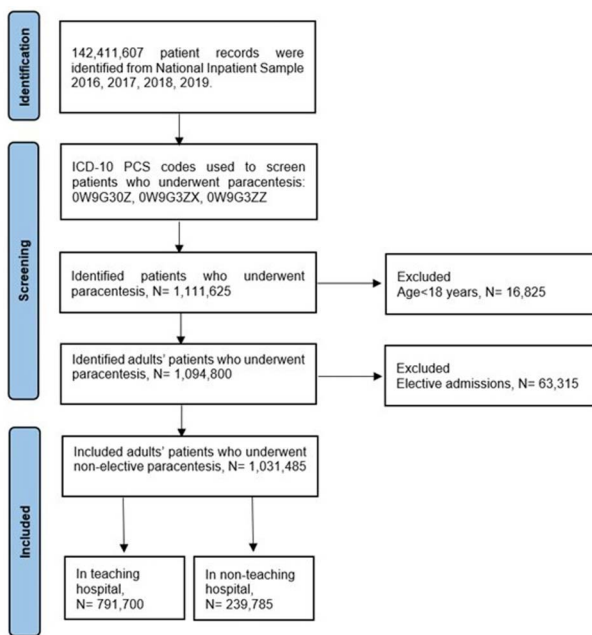 Identification
142,411,607 patient records were
identified from National Inpatient Sample
2016, 2017, 2018, 2019.
Screening
ICD-10 PCS codes used to screen
patients who underwent paracentesis:
0W9G30Z, 0W9G3ZX, 0W9G3ZZ
Identified patients who underwent
paracentesis, N= 1,111,625
Excluded
Age<18 years, N= 16,825
Identified adults' patients who underwent
paracentesis, N= 1,094,800
Excluded
Elective admissions, N= 63,315
Included
Included adults' patients who underwent
non-elective paracentesis, N= 1,031,485
In teaching
hospital,
N= 791,700
In non-teaching
hospital,
N= 239,785